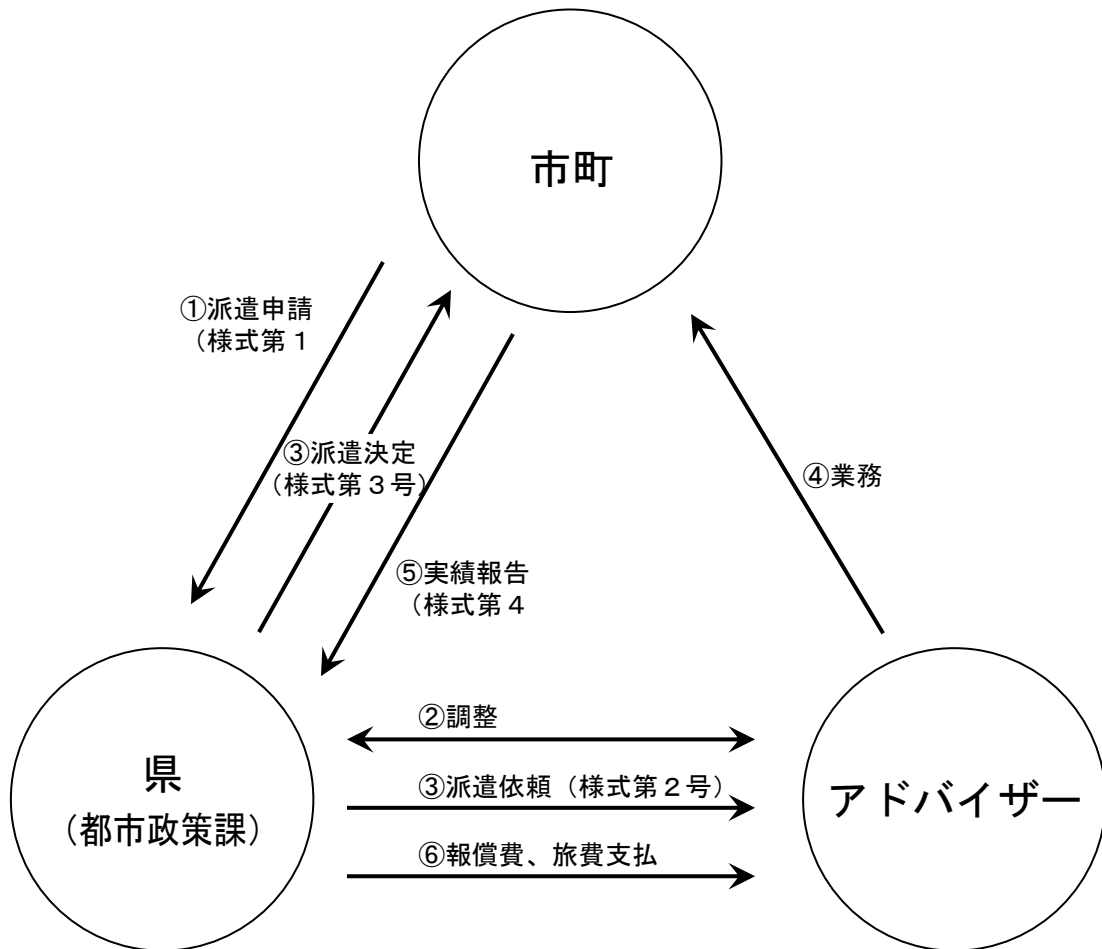 市町
①派遣申請
（様式第１
③派遣決定
（様式第３号）
④業務
⑤実績報告
（様式第４
②調整
③派遣依頼（様式第２号）
⑥報償費、旅費支払
県
（都市政策課）
アドバイザー